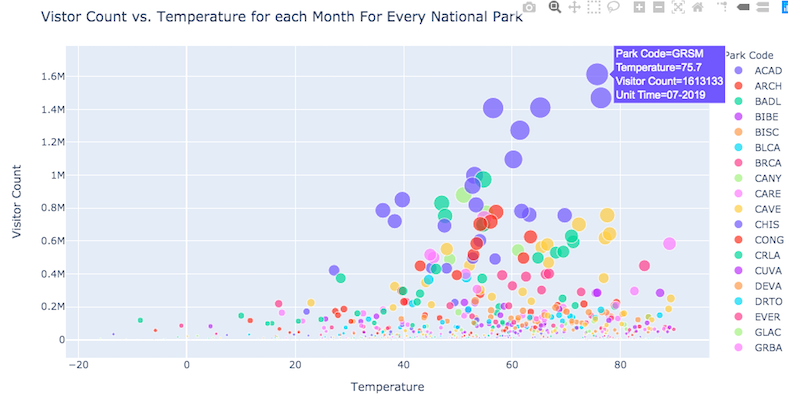 Vistor Count vs. Temperature for each Month For Every National Park
Park Code=GRSM
Temperature=75.7
Visitor Count=1613133
Unit Time=07-2019
Park Code
ACAD
ARCH
BADL
BIBE
BISC
BLCA
BRCA
CANY
CARE
CAVE
CHIS
CONG
CRLA
CUVA
DEVA
DRTO
EVER
GLAC
GRBA
Visitor Count
1.6M
1.4M
1.2M
1M
0.8M
0.6M
0.4M
0.2M
0
−20
0
20
40
60
80
Temperature